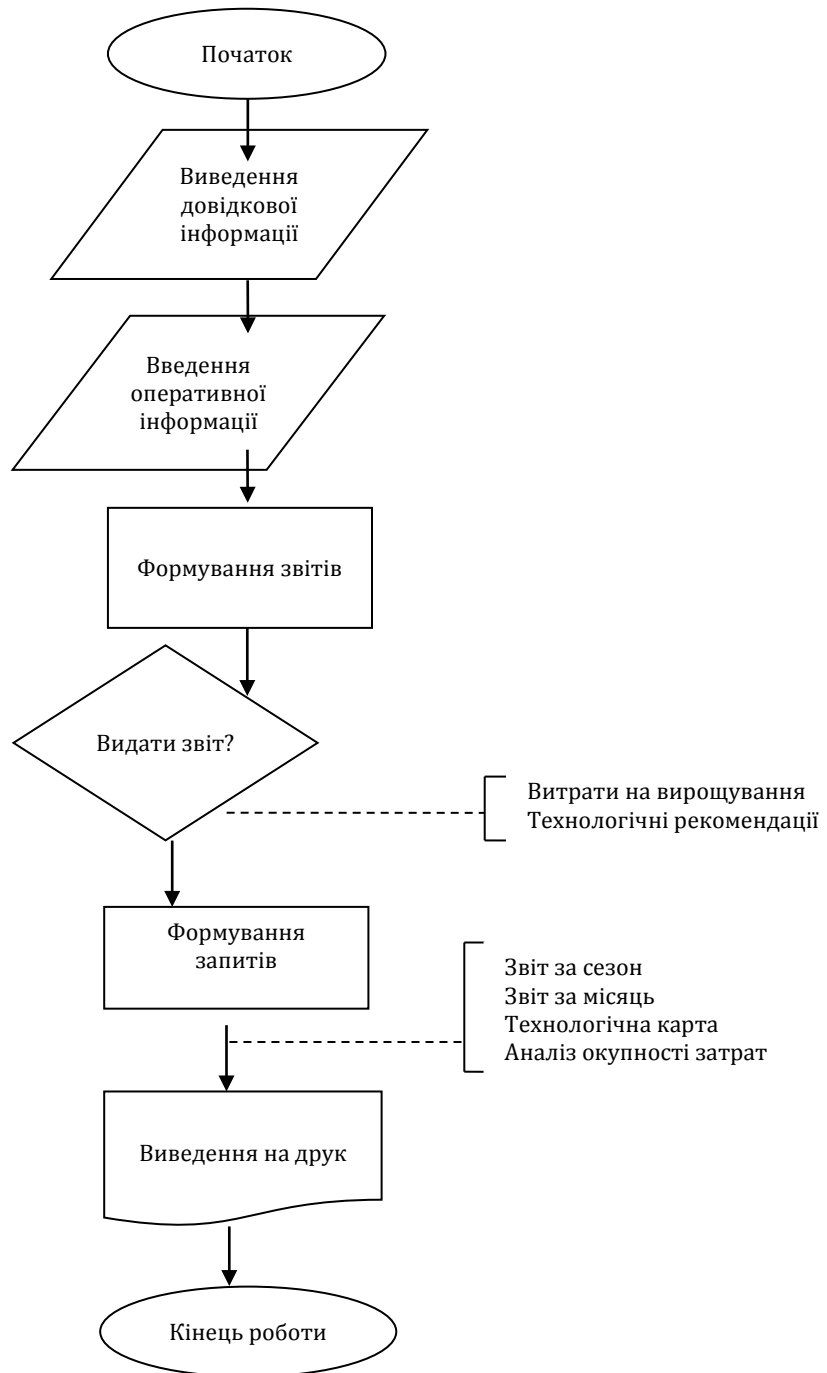 Початок
Виведення
довідкової
інформації
Введення
оперативної
інформації
Формування звітів
Видати звіт?
Витрати на вирощування
Технологічні рекомендації
Формування
запитів
Звіт за сезон
Звіт за місяць
Технологічна карта
Аналіз окупності затрат
Виведення на друк
Кінець роботи